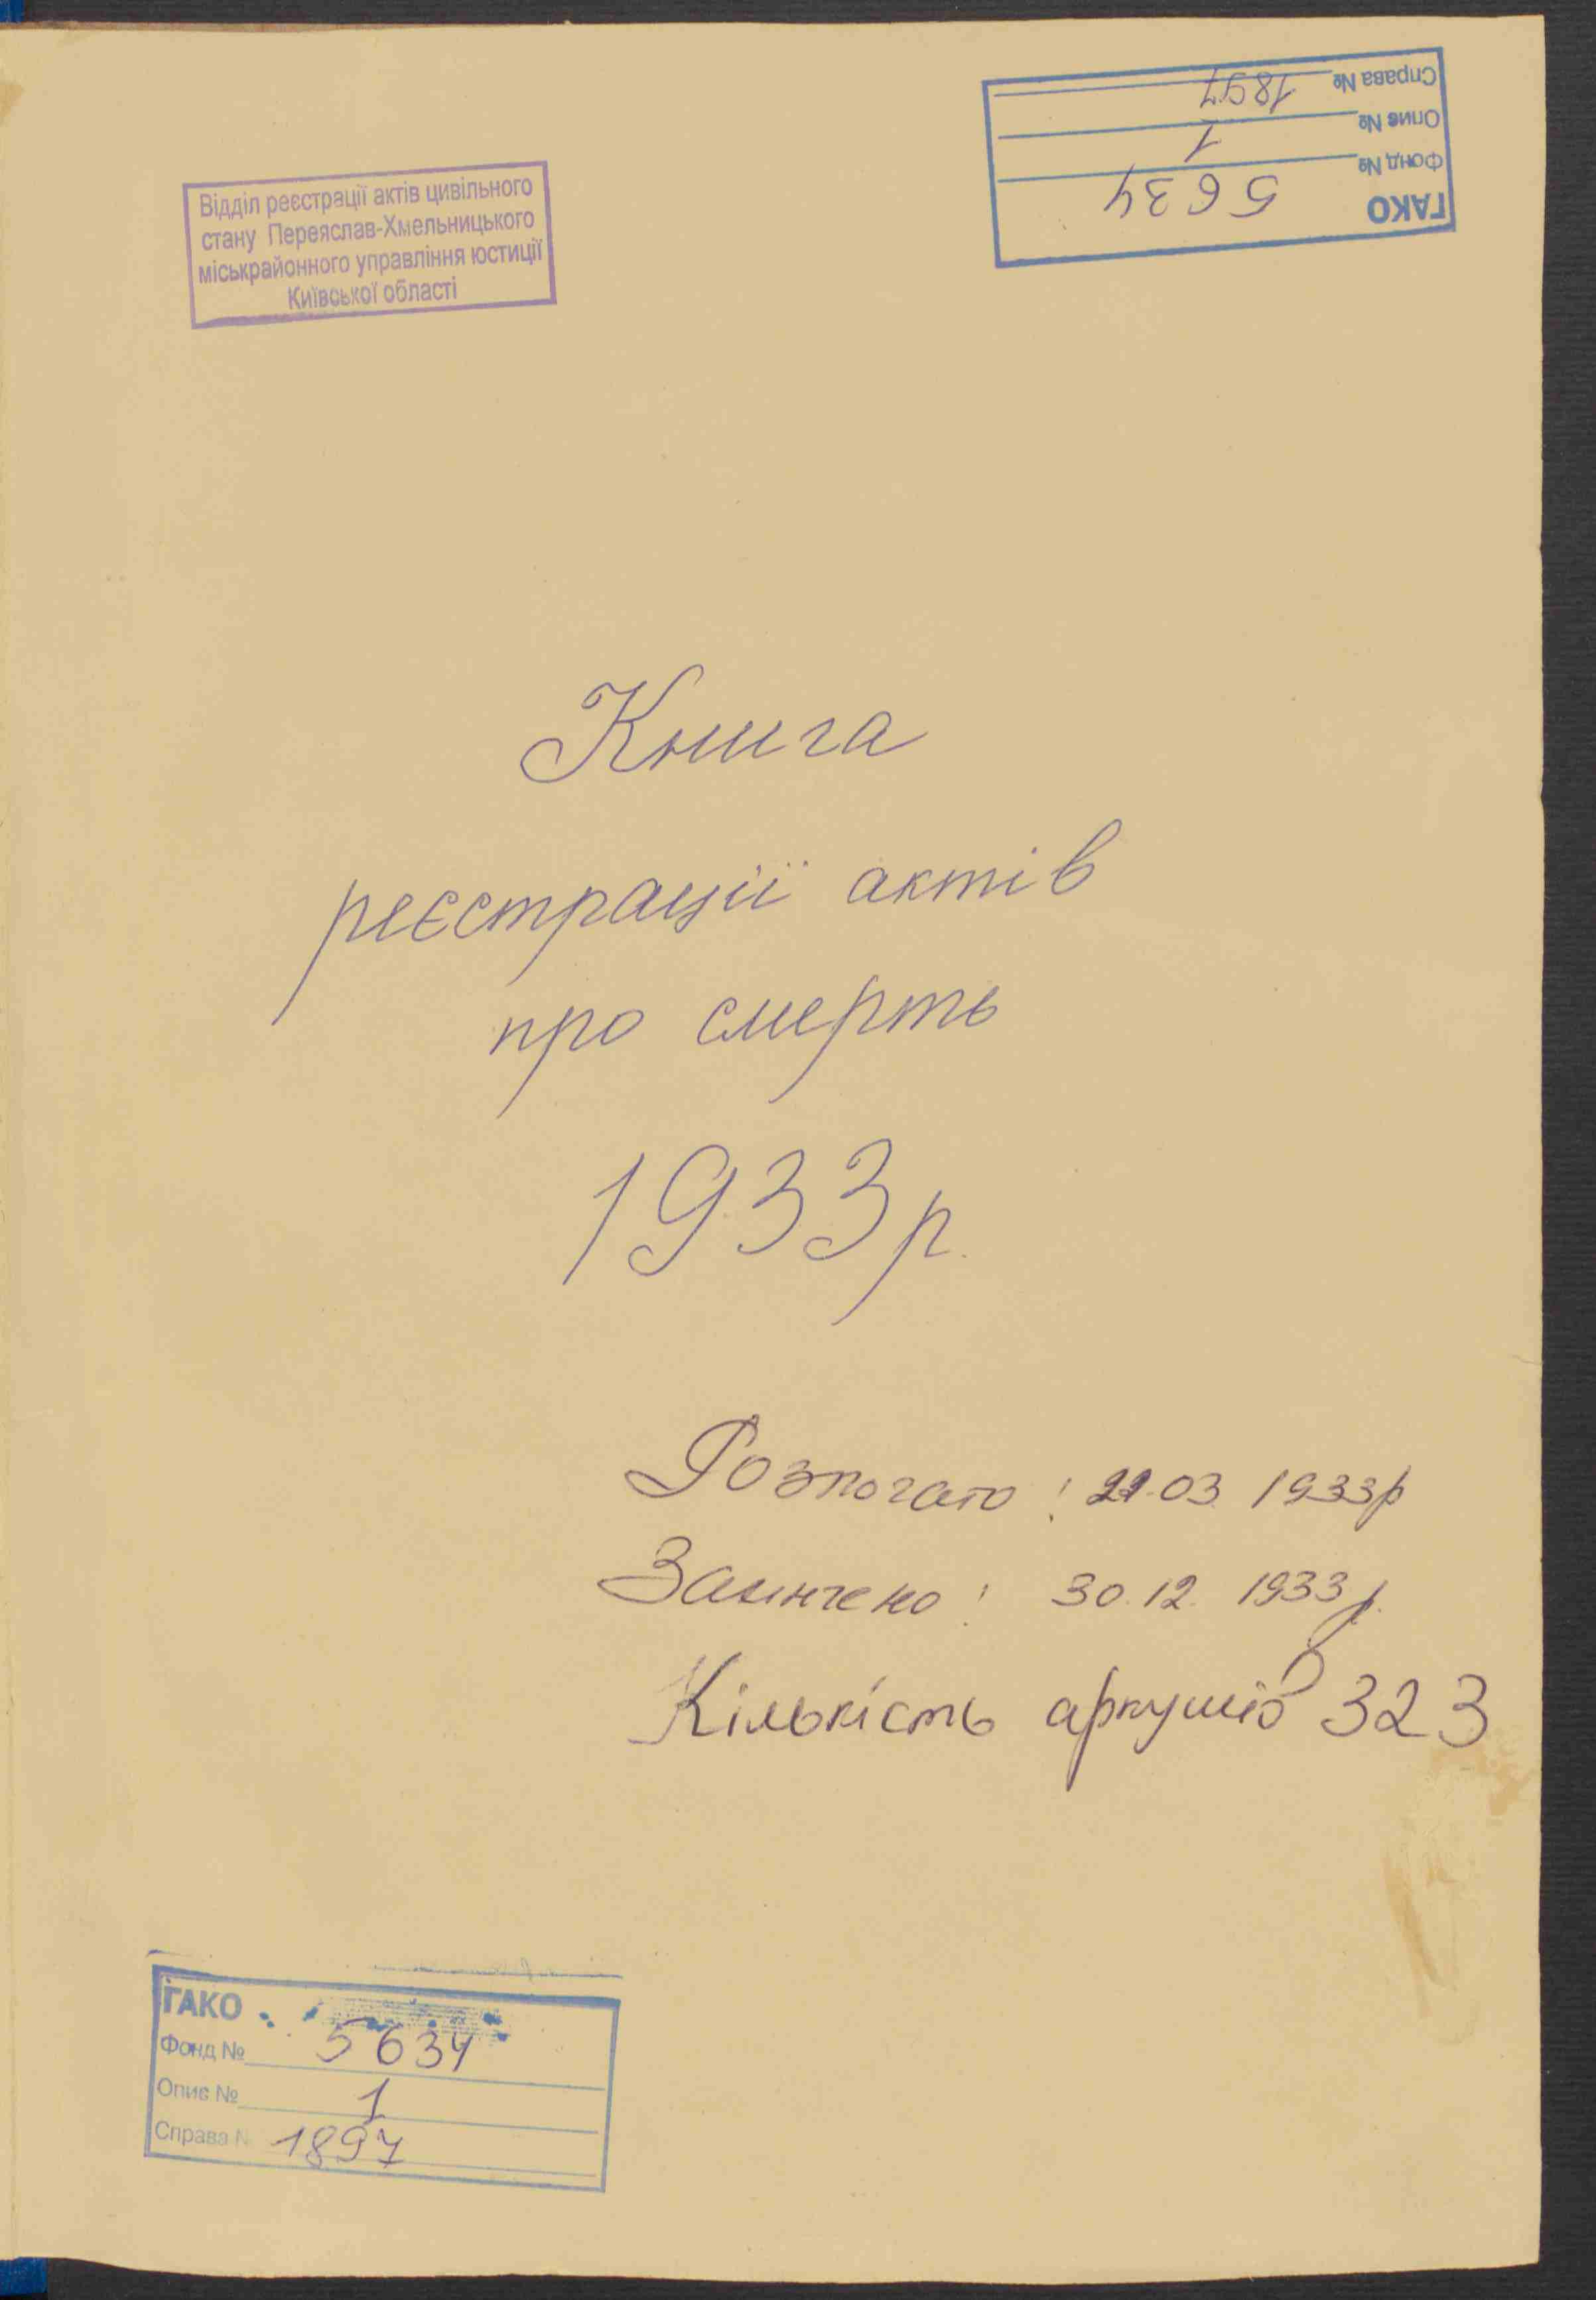 Відділ реєстрації актів цивільного
стану Переяслав-Хмельницького
міськрайонного управління юстиції
Київської області
ГАКО
Фонд № 5634
Опис № 1
Справа № 1897
Книга
реєстрації актів
про смерть
1933р.
Розпочато: .03 1933р
Закінчено: 30.12. 1933р.
Кількість аркушів 323
ГАКО
Фонд № 5634
Опис № 1
Справа № 1897